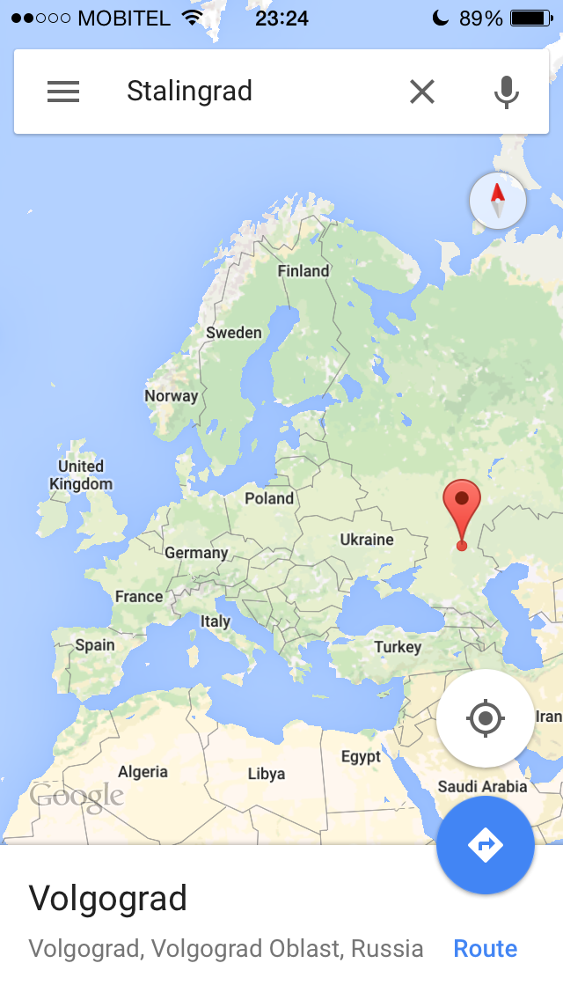 MOBITEL 23:24 89%
Stalingrad
Finland
Sweden
Norway
United
Kingdom
Poland
Ukraine
Germany
France
Italy
Spain
Turkey
Iran
Egypt
Algeria
Libya
Saudi Arabia
Google
Volgograd
Volgograd, Volgograd Oblast, Russia Route